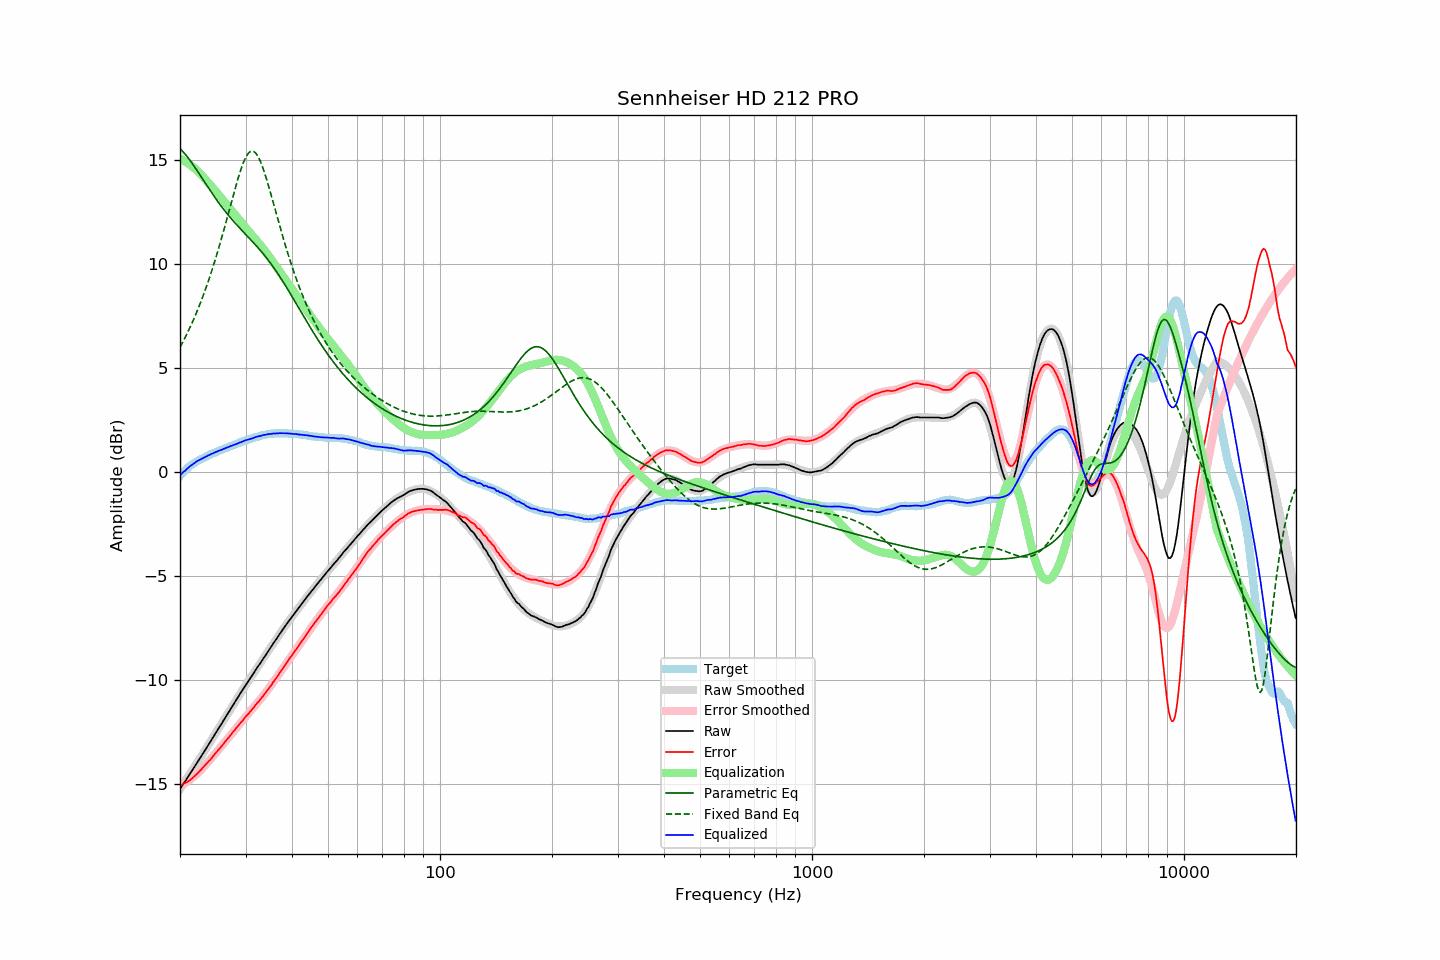 Sennheiser HD 212 PRO
Amplitude (dBr)
15
10
5
0
−5
−10
−15
Target
Raw Smoothed
Error Smoothed
Raw
Error
Equalization
Parametric Eq
Fixed Band Eq
Equalized
100
1000
10000
Frequency (Hz)